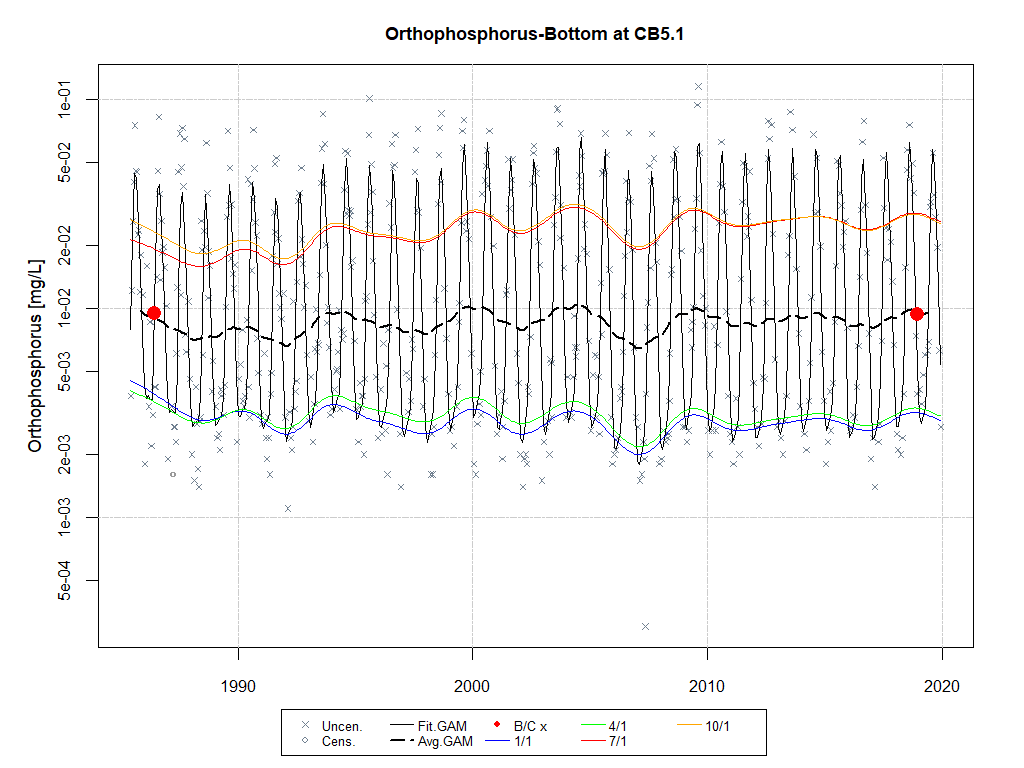 Orthophosphorus-Bottom at CB5.1
Orthophosphorus [mg/L]
1e-01
5e-02
2e-02
1e-02
5e-03
2e-03
1e-03
5e-04
1990 2000 2010 2020
Uncen. Fit.GAM B/C x 4/1 10/1
Cens. Avg.GAM 1/1 7/1